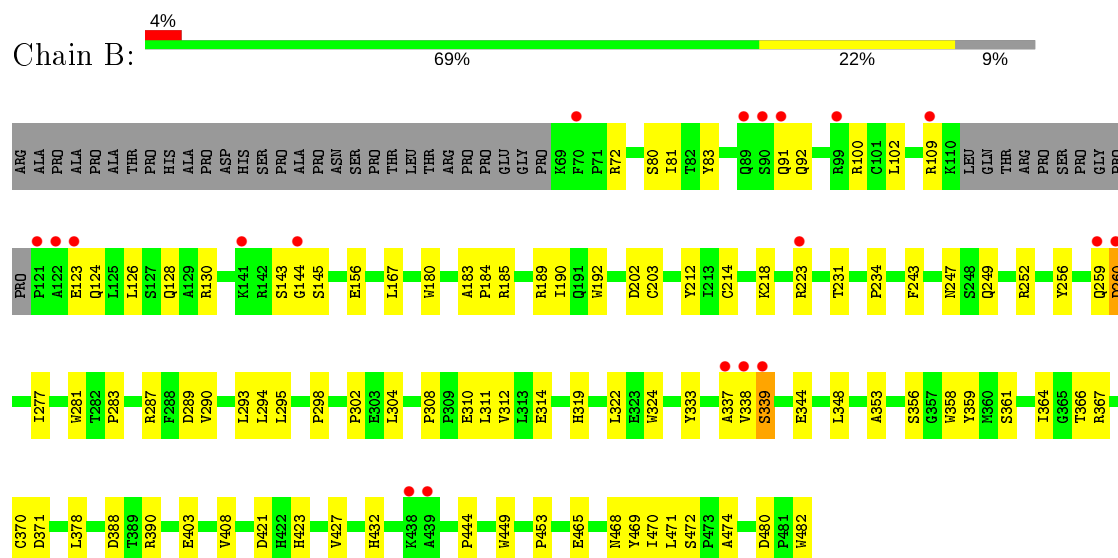 4%
Chain B:
69% 22% 9%
ARG ALA PRO ALA PRO ALA THR PRO HIS ALA PRO ASP HIS SER PRO ALA PRO ASN SER PRO THR LEU THR ARG PRO PRO GLU GLY PRO K69 F70 P71 R72 S80 I81 T82 Y83 Q89 S90 Q91 Q92 R99 R100 C101 L102 R109 K110 LEU GLN THR ARG PRO SER PRO GLY PRO
PRO P121 A122 E123 Q124 L125 L126 S127 Q128 A129 R130 K141 R142 S143 G144 S145 E156 L167 W180 A183 P184 R185 R189 I190 Q191 W192 D202 C203 Y212 I213 C214 K218 R223 T231 P234 F243 N247 S248 Q249 R252 Y256 Q259 P260
I277 W281 T282 P283 R287 F288 D289 V290 L293 L294 L295 P298 P302 E303 L304 P308 P309 E310 L311 V312 L313 E314 H319 L322 E323 W324 Y333 A337 V338 S339 E344 L348 A353 S356 G357 W358 Y359 M360 S361 I364 G365 T366 R367
C370 D371 L378 D388 T389 R390 E403 V408 D421 H422 H423 V427 H432 K438 A439 P444 W449 P453 E465 N468 Y469 I470 L471 S472 P473 A474 D480 P481 W482